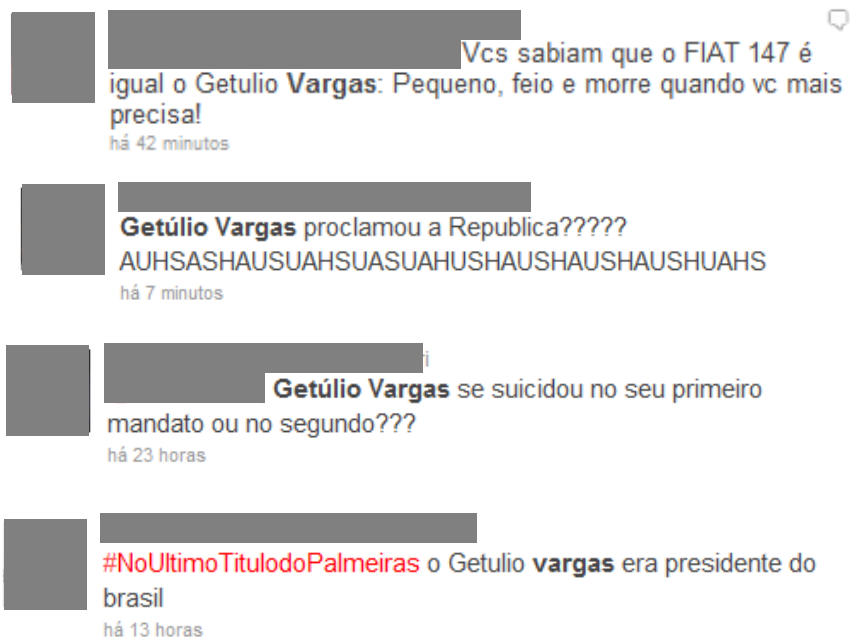 Vcs sabiam que o FIAT 147 é
igual o Getulio Vargas: Pequeno, feio e morre quando vc mais
precisa!
há 42 minutos
Getúlio Vargas proclamou a Republica?????
AUHSASHAUSUAHSUASUAHUSHAUSHAUSHAUSHUAHS
há 7 minutos
Getúlio Vargas se suicidou no seu primeiro
mandato ou no segundo???
há 23 horas
#NoUltimoTitulodoPalmeiras o Getulio vargas era presidente do
brasil
há 13 horas